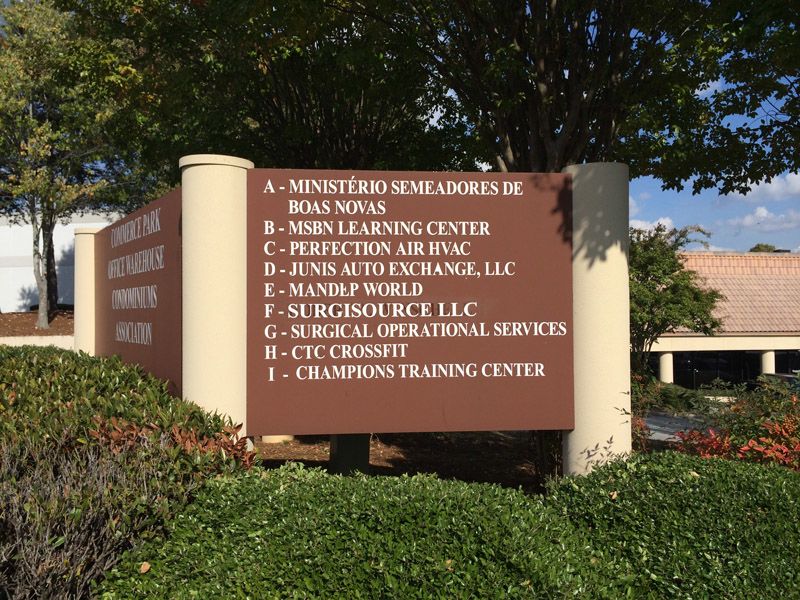 COMMERCE PARK
OFFICE WAREHOUSE
CONDOMINIUMS
ASSOCIATION
A - MINISTÉRIO SEMEADORES DE
BOAS NOVAS
B - MSBN LEARNING CENTER
C - PERFECTION AIR HVAC
D - JUNIS AUTO EXCHANGE, LLC
E - MANDŁP WORLD
F - SURGISOURCE LLC
G - SURGICAL OPERATIONAL SERVICES
H - CTC CROSSFIT
I - CHAMPIONS TRAINING CENTER